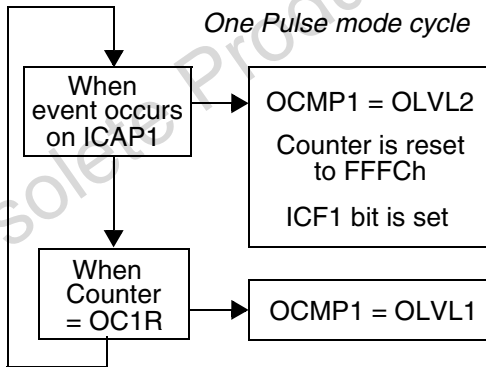 One Pulse mode cycle
When
event occurs
on ICAP1
OCMP1 = OLVL2
Counter is reset
to FFFCh
ICF1 bit is set
When
Counter
= OC1R
OCMP1 = OLVL1